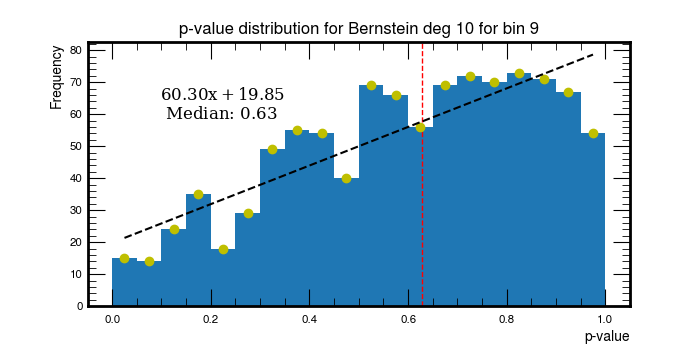 p-value distribution for Bernstein deg 10 for bin 9
Frequency
80
70
60
50
40
30
20
10
0
60.30x + 19.85
Median: 0.63
0.0 0.2 0.4 0.6 0.8 1.0
p-value